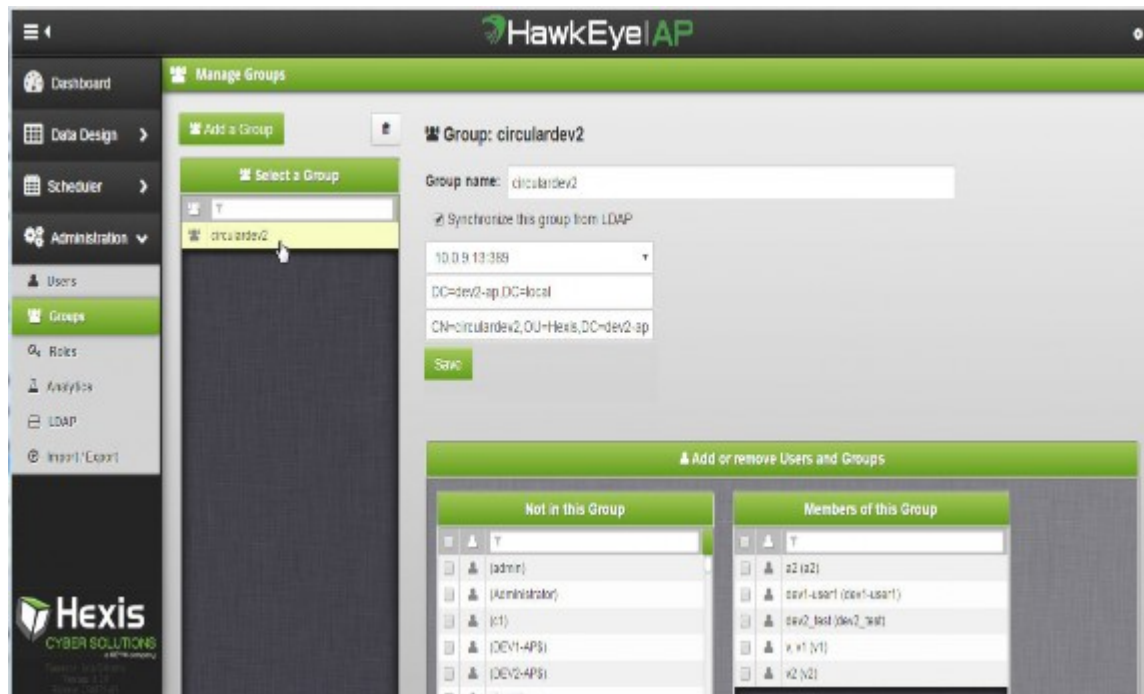 HawkEye|AP
Dashboard
Data Design
Scheduler
Administration
Users
Groups
Roles
Analytics
LDAP
Import/Export
Hexis
CYBER SOLUTIONS
Manage Groups
Add a Group
Select a Group
circulardev2
Group: circulardev2
Group name: circulardev2
Synchronize this group from LDAP
10.0.9.13:389
DC=dev2-ap,DC=local
CN=circulardev2,OU=Hexis,DC=dev2-ap
Save
Add or remove Users and Groups
Not in this Group
(admin)
(Administrator)
(c1)
(DEV1-AP$)
(DEV2-AP$)
Members of this Group
a2 (a2)
dev1-user1 (dev1-user1)
dev2_test (dev2_test)
v, v1 (v1)
v2 (v2)